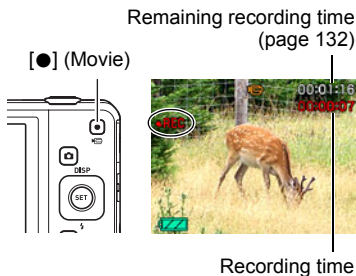 Remaining recording time
(page 132)
[●] (Movie)
DISP
SET
00:01:16
●REC
00:00:07
Recording time